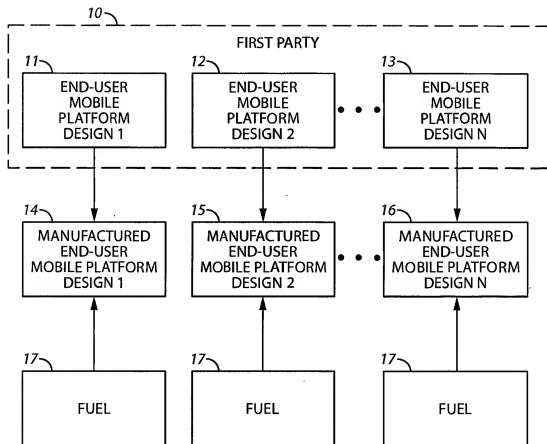 10
FIRST PARTY
11
12
13
END-USER
MOBILE
PLATFORM
DESIGN 1
END-USER
MOBILE
PLATFORM
DESIGN 2
END-USER
MOBILE
PLATFORM
DESIGN N
14
15
16
MANUFACTURED
END-USER
MOBILE PLATFORM
DESIGN 1
MANUFACTURED
END-USER
MOBILE PLATFORM
DESIGN 2
MANUFACTURED
END-USER
MOBILE PLATFORM
DESIGN N
17
17
17
FUEL
FUEL
FUEL